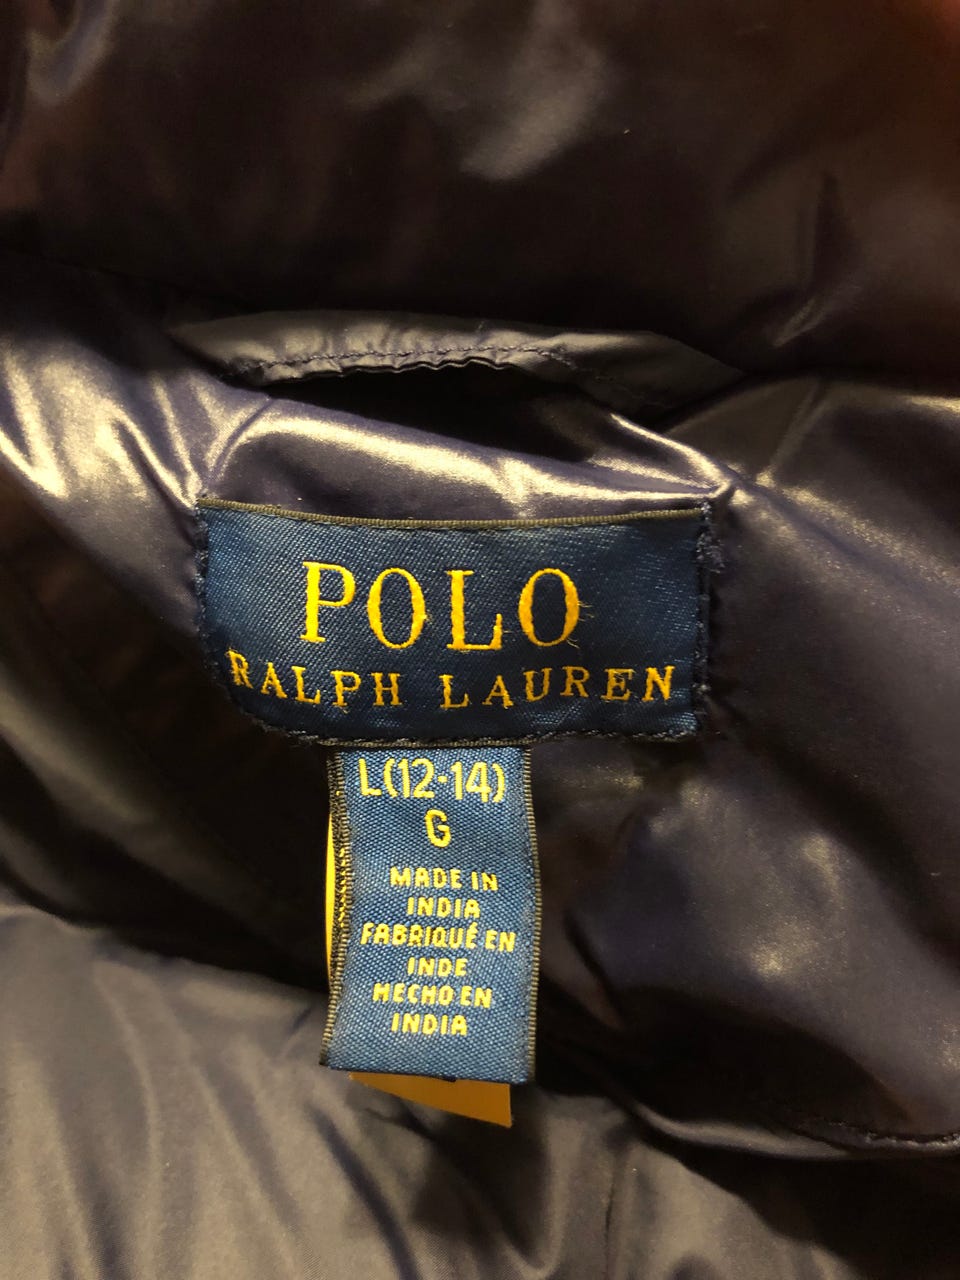 POLO
RALPH LAUREN
L(12-14)
G
MADE IN
INDIA
FABRIQUÉ EN
INDE
HECHO EN
INDIA